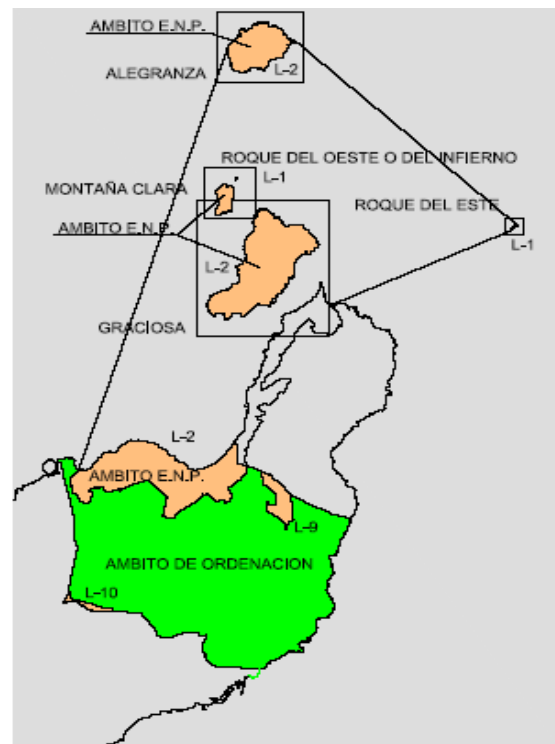 AMBITO E.N.P.
L-2
ALEGRANZA
ROQUE DEL OESTE O DEL INFIERNO
L-1
MONTAÑA CLARA
ROQUE DEL ESTE
AMBITO E.N.P.
L-1
L-2
GRACIOSA
L-2
AMBITO E.N.P.
L-9
AMBITO DE ORDENACION
L-10